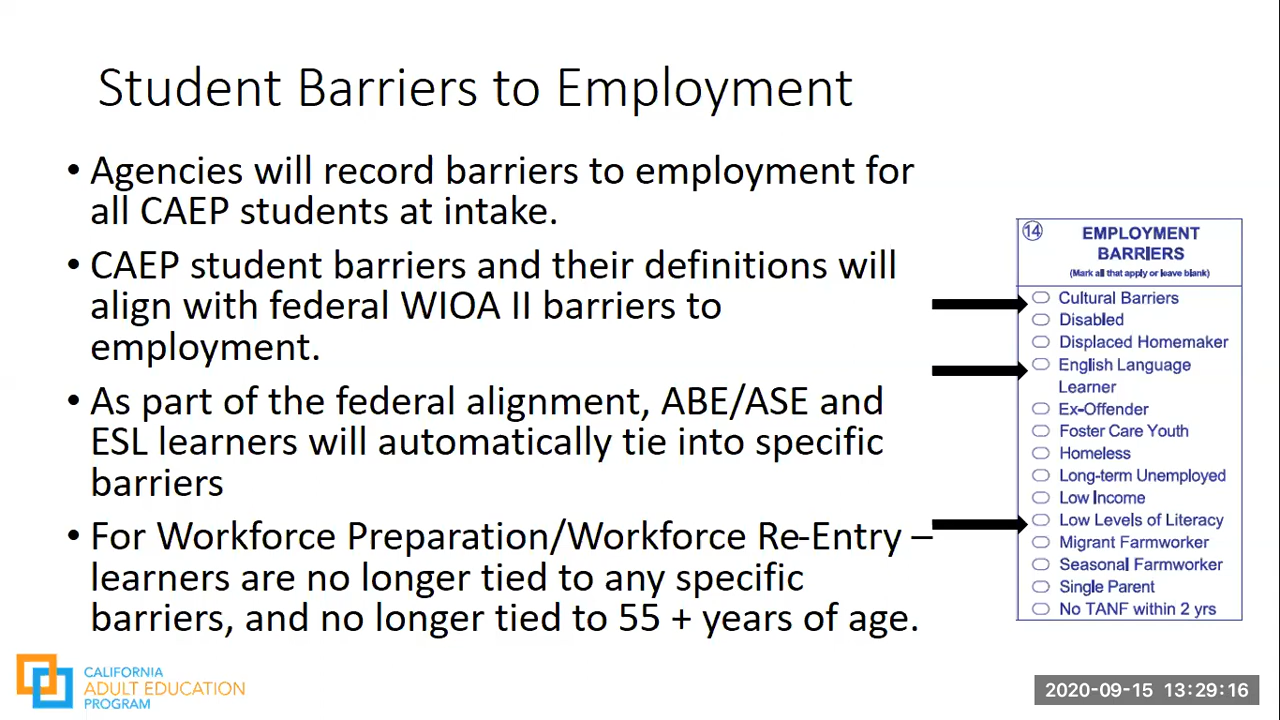 Student Barriers to Employment
• Agencies will record barriers to employment for
all CAEP students at intake.
• CAEP student barriers and their definitions will
align with federal WIOA II barriers to
employment.
• As part of the federal alignment, ABE/ASE and
ESL learners will automatically tie into specific
barriers
• For Workforce Preparation/Workforce Re-Entry –
learners are no longer tied to any specific
barriers, and no longer tied to 55 + years of age.
14
EMPLOYMENT
BARRIERS
(Mark all that apply or leave blank)
Cultural Barriers
Disabled
Displaced Homemaker
English Language
Learner
Ex-Offender
Foster Care Youth
Homeless
Long-term Unemployed
Low Income
Low Levels of Literacy
Migrant Farmworker
Seasonal Farmworker
Single Parent
No TANF within 2 yrs
CALIFORNIA
ADULT EDUCATION
PROGRAM
2020-09-15 13:29:16